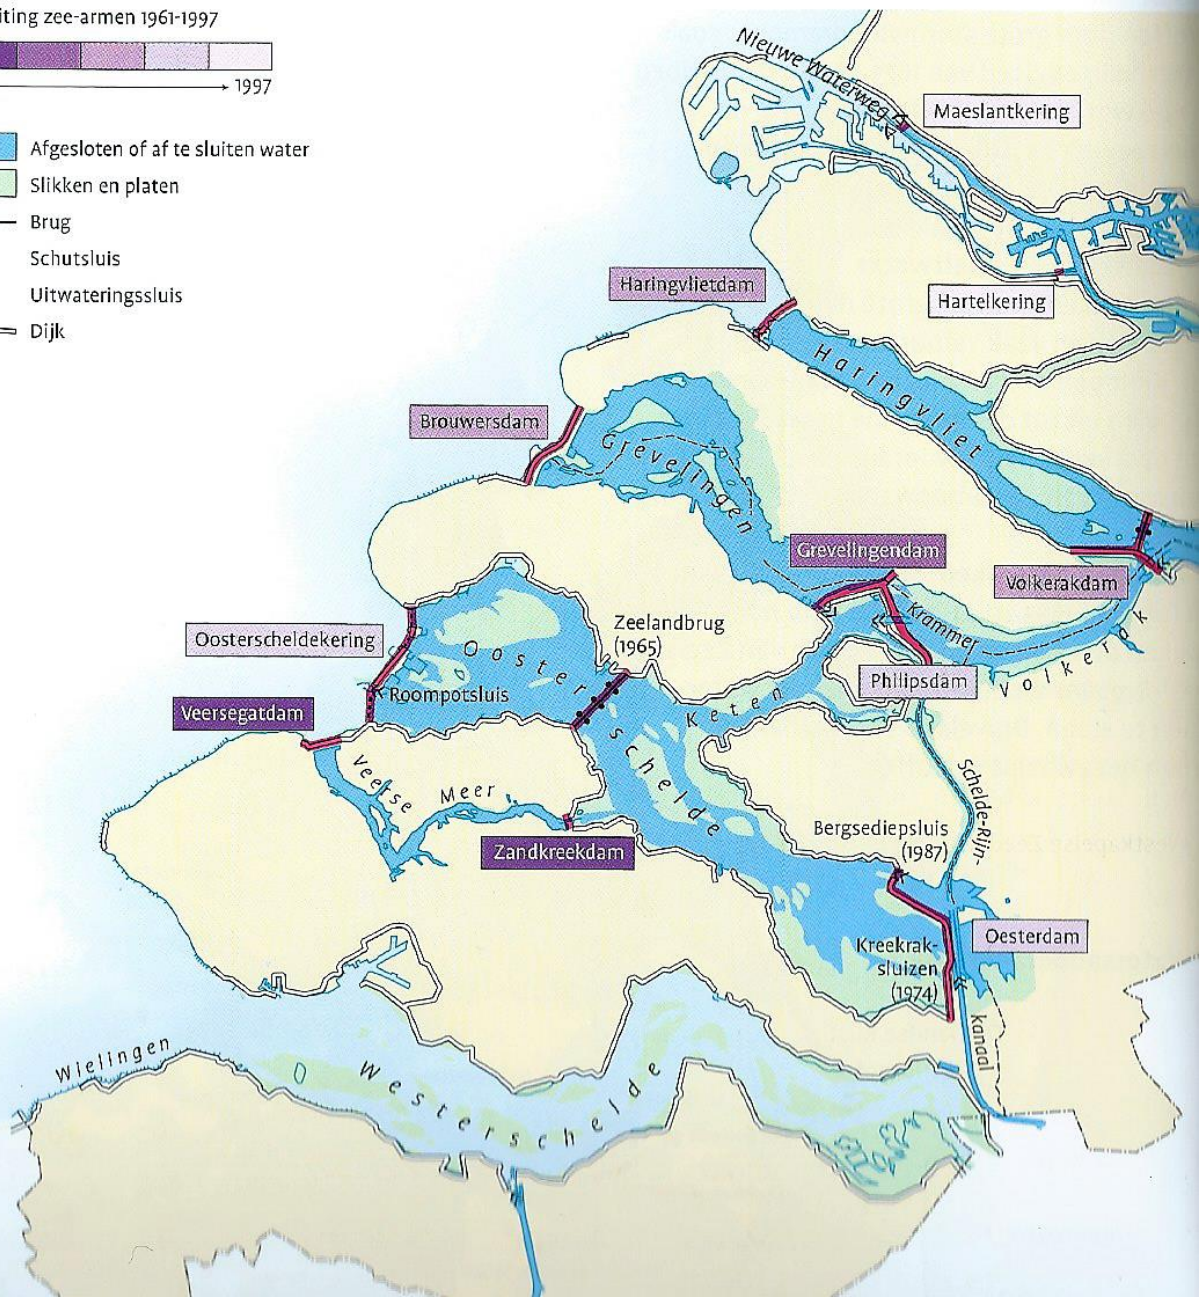 iting zee-armen 1961-1997
1997
Afgesloten of af te sluiten water
Slikken en platen
Brug
Schutsluis
Uitwateringssluis
Dijk
Nieuwe Waterweg
Maeslantkering
Hartelkering
Haringvlietdam
Haringvliet
Brouwersdam
Grevelingen
Grevelingendam
Volkerakdam
Krammer
Volkerak
Zeelandbrug
(1965)
Oosterscheldekering
Ooster
schelde
Roompotsluis
Keten
Philipsdam
Veersegatdam
Veerse
Meer
Zandkreekdam
Schelde-Rijn-
kanaal
Bergsediepsluis
(1987)
Oesterdam
Kreekrak-
sluizen
(1974)
Wielingen
Westerschelde